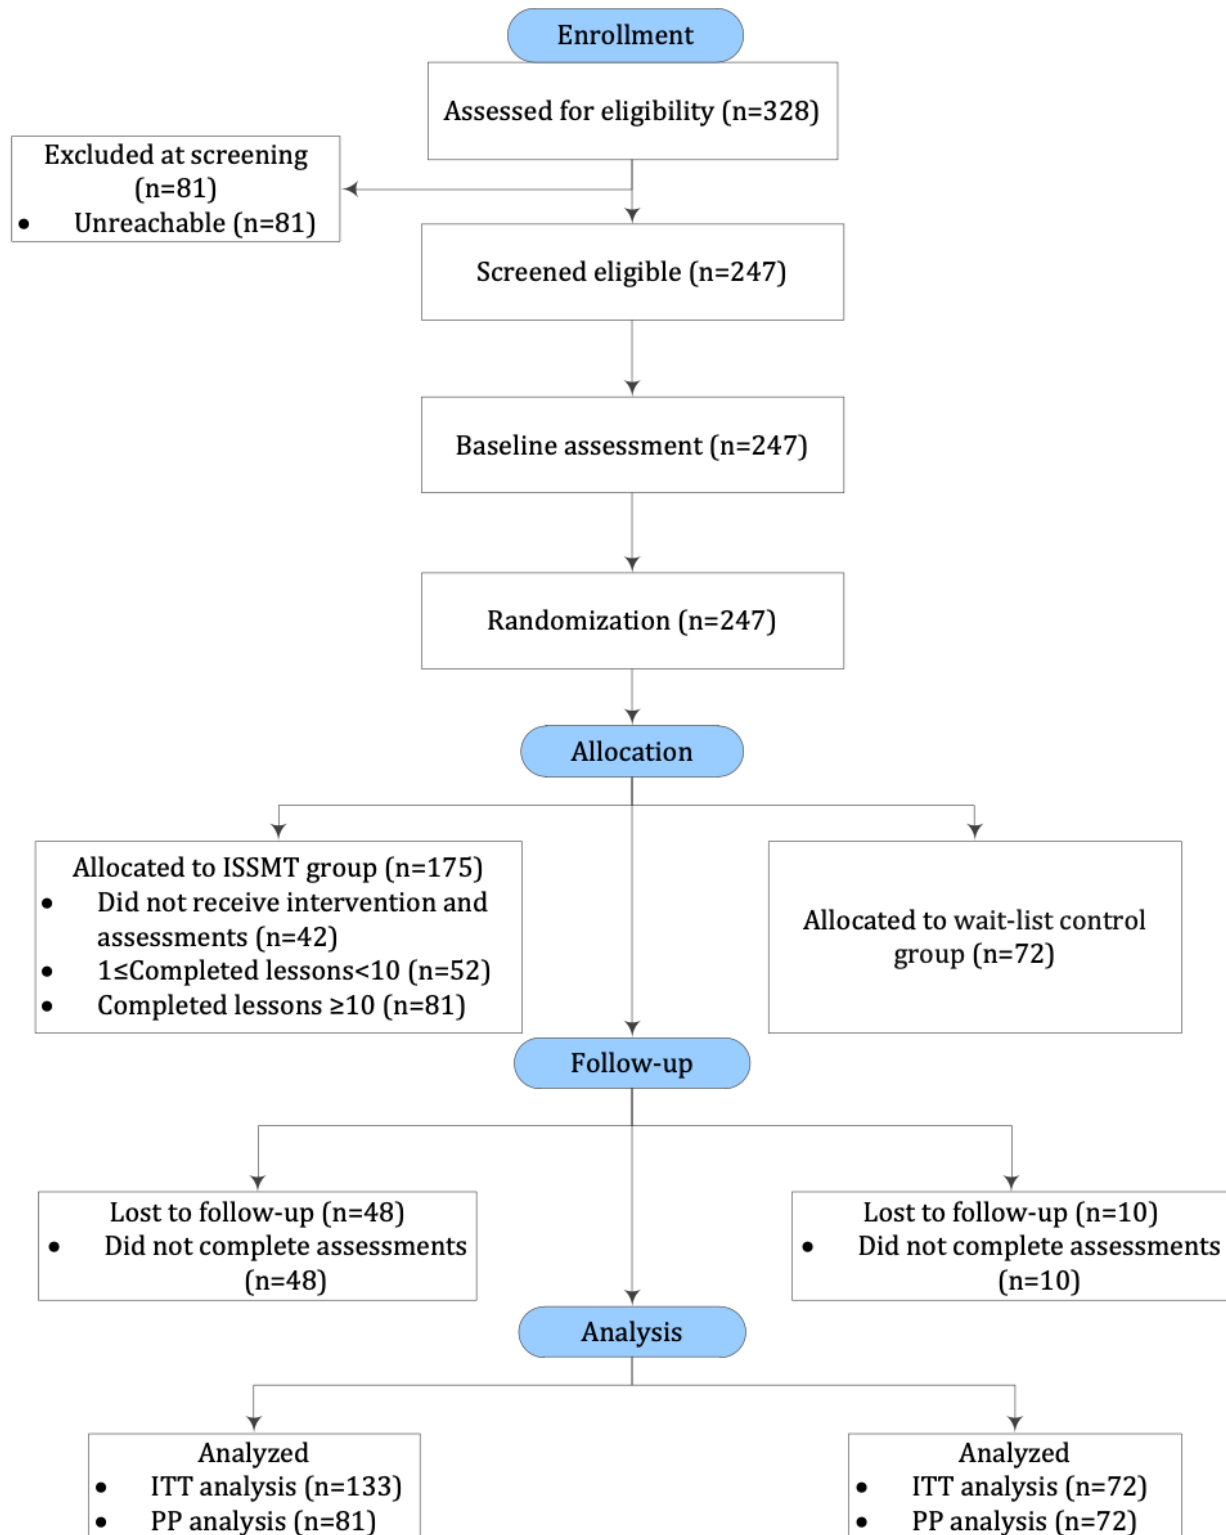 Enrollment
Assessed for eligibility (n=328)
Excluded at screening
(n=81)
• Unreachable (n=81)
Screened eligible (n=247)
Baseline assessment (n=247)
Randomization (n=247)
Allocation
Allocated to ISSMT group (n=175)
• Did not receive intervention and
assessments (n=42)
• 1≤Completed lessons<10 (n=52)
• Completed lessons ≥10 (n=81)
Allocated to wait-list control
group (n=72)
Follow-up
Lost to follow-up (n=48)
• Did not complete assessments
(n=48)
Lost to follow-up (n=10)
• Did not complete assessments
(n=10)
Analysis
Analyzed
• ITT analysis (n=133)
• PP analysis (n=81)
Analyzed
• ITT analysis (n=72)
• PP analysis (n=72)